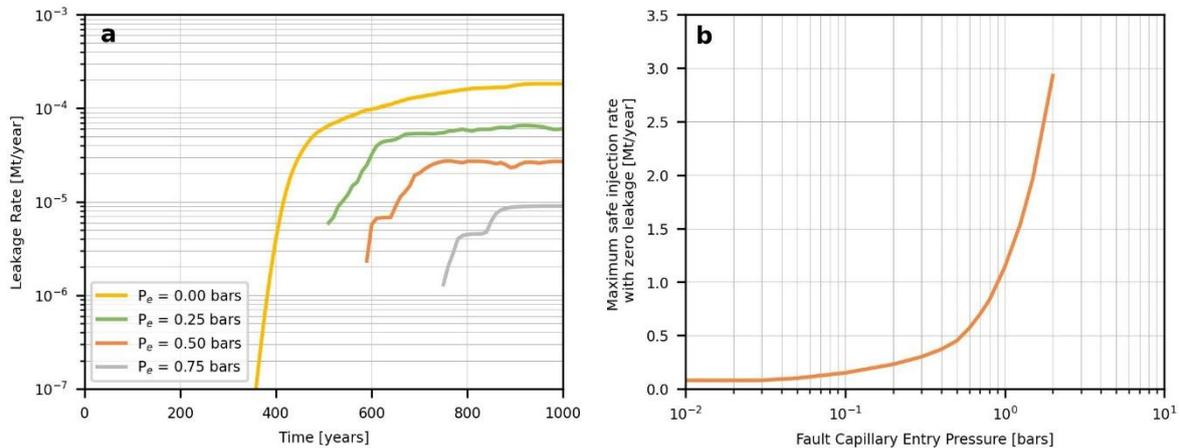 a
10⁻³
10⁻⁴
10⁻⁵
10⁻⁶
10⁻⁷
Leakage Rate [Mt/year]
Pₑ = 0.00 bars
Pₑ = 0.25 bars
Pₑ = 0.50 bars
Pₑ = 0.75 bars
0 200 400 600 800 1000
Time [years]
b
3.5
3.0
2.5
2.0
1.5
1.0
0.5
0.0
Maximum safe injection rate
with zero leakage [Mt/year]
10⁻² 10⁻¹ 10⁰ 10¹
Fault Capillary Entry Pressure [bars]